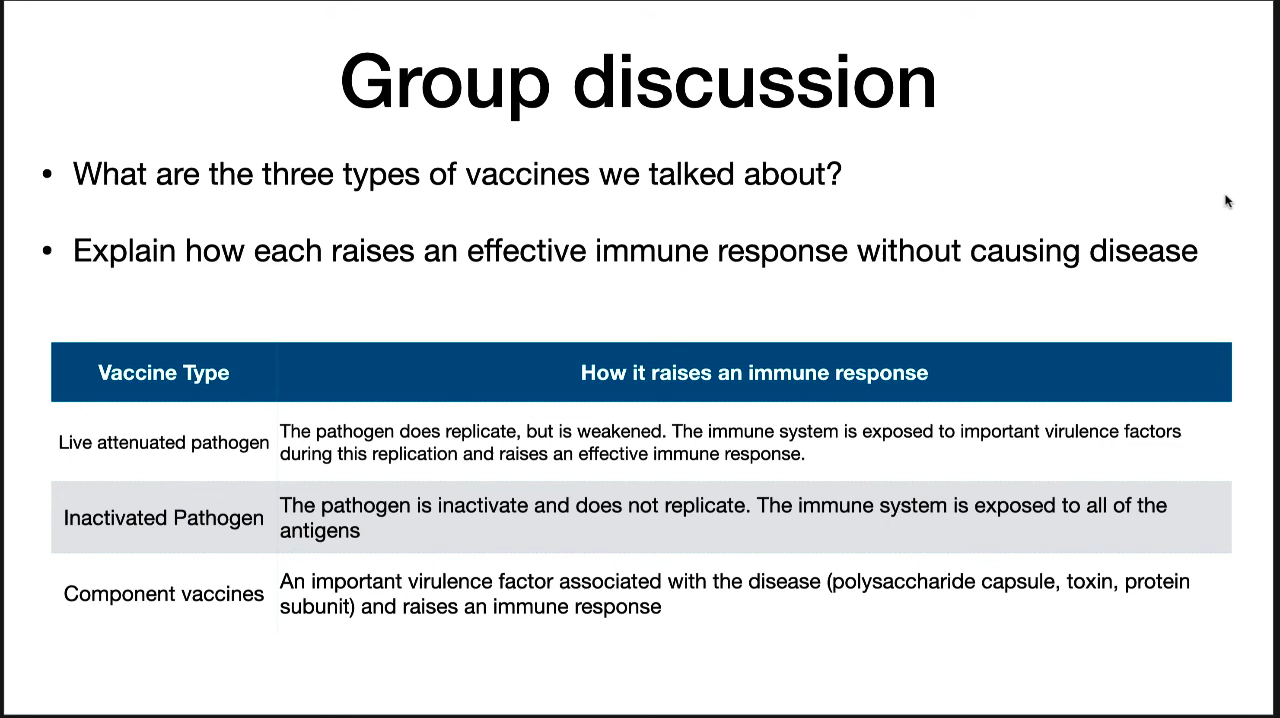 Group discussion
• What are the three types of vaccines we talked about?
• Explain how each raises an effective immune response without causing disease
Vaccine Type
How it raises an immune response
Live attenuated pathogen
The pathogen does replicate, but is weakened. The immune system is exposed to important virulence factors
during this replication and raises an effective immune response.
Inactivated Pathogen
The pathogen is inactivate and does not replicate. The immune system is exposed to all of the
antigens
Component vaccines
An important virulence factor associated with the disease (polysaccharide capsule, toxin, protein
subunit) and raises an immune response